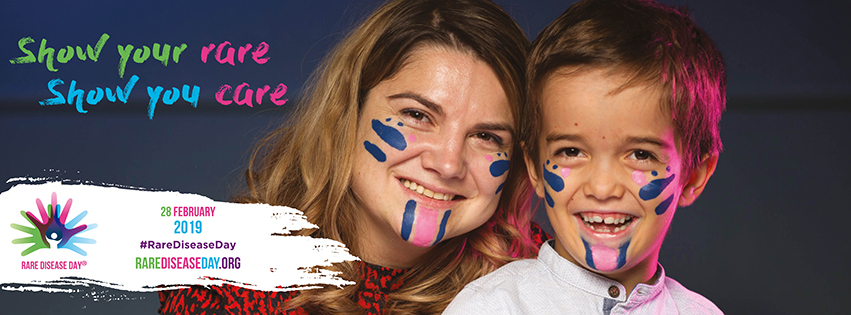 Show your rare
Show you care
28 FEBRUARY
2019
#RareDiseaseDay
RAREDISEASEDAY.ORG
RARE DISEASE DAY®